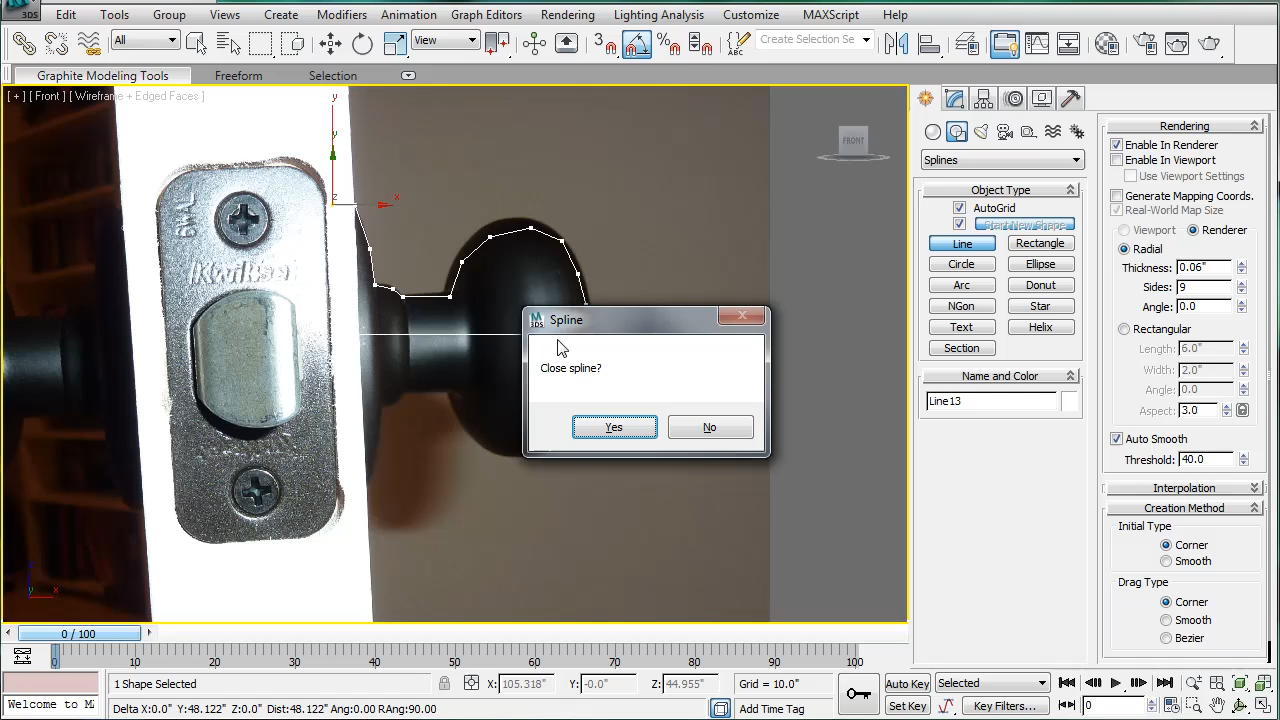 3DS
Edit Tools Group Views Create Modifiers Animation Graph Editors Rendering Lighting Analysis Customize MAXScript Help
All View 3 ABC Create Selection Se
Graphite Modeling Tools Freeform Selection
[ + ] [ Front ] [ Wireframe + Edged Faces ]
y
y
z x
FRONT
KWIKSET
Splines
Object Type
AutoGrid
Start New Shape
Line Rectangle
Circle Ellipse
Arc Donut
NGon Star
Text Helix
Section
Name and Color
Line13
Rendering
Enable In Renderer
Enable In Viewport
Use Viewport Settings
Generate Mapping Coords.
Real-World Map Size
Viewport Renderer
Radial
Thickness: 0.06"
Sides: 9
Angle: 0.0
Rectangular
Length: 6.0"
Width: 2.0"
Angle: 0.0
Aspect: 3.0
Auto Smooth
Threshold: 40.0
Interpolation
Creation Method
Initial Type
Corner
Smooth
Drag Type
Corner
Smooth
Bezier
Spline
Close spline?
Yes No
z
y x
0 / 100
0 10 20 30 40 50 60 70 80 90 100
1 Shape Selected X: 105.318" Y: -0.0" Z: 44.955" Grid = 10.0" Auto Key Selected
Welcome to M Delta X:0.0" Y:48.122" Z:0.0" Dist:48.122" Ang:0.00 RAng:90.00 Add Time Tag Set Key Key Filters... 0